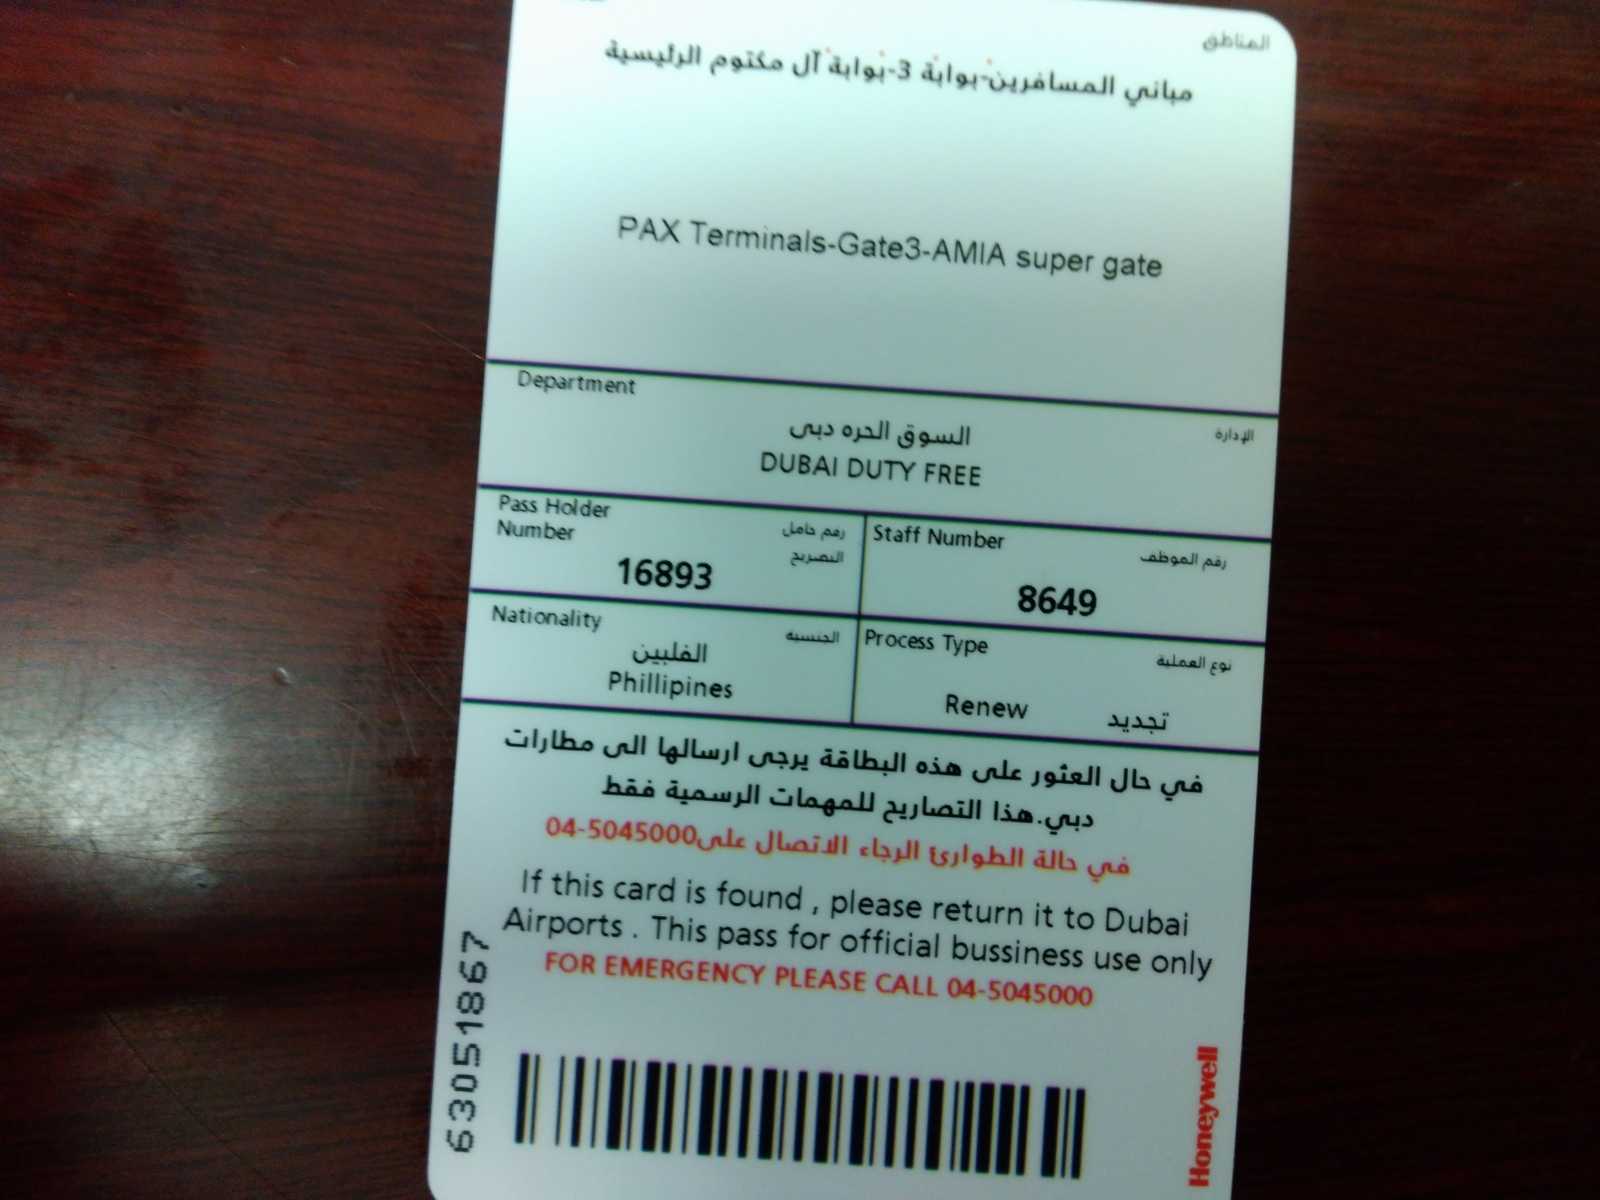 المناطق
مباني المسافرين-بوابة 3-بوابة آل مكتوم الرئيسية
PAX Terminals-Gate3-AMIA super gate
Department
الإدارة
السوق الحره دبى
DUBAI DUTY FREE
Pass Holder
Number
رقم حامل
التصريح
16893
Staff Number
رقم الموظف
8649
Nationality
الجنسية
الفلبين
Phillipines
Process Type
نوع العملية
Renew تجديد
في حال العثور على هذه البطاقة يرجى ارسالها الى مطارات
دبي.هذا التصاريح للمهمات الرسمية فقط
في حالة الطوارئ الرجاء الاتصال على04-5045000
If this card is found , please return it to Dubai
Airports . This pass for official bussiness use only
FOR EMERGENCY PLEASE CALL 04-5045000
63051867
Honeywell